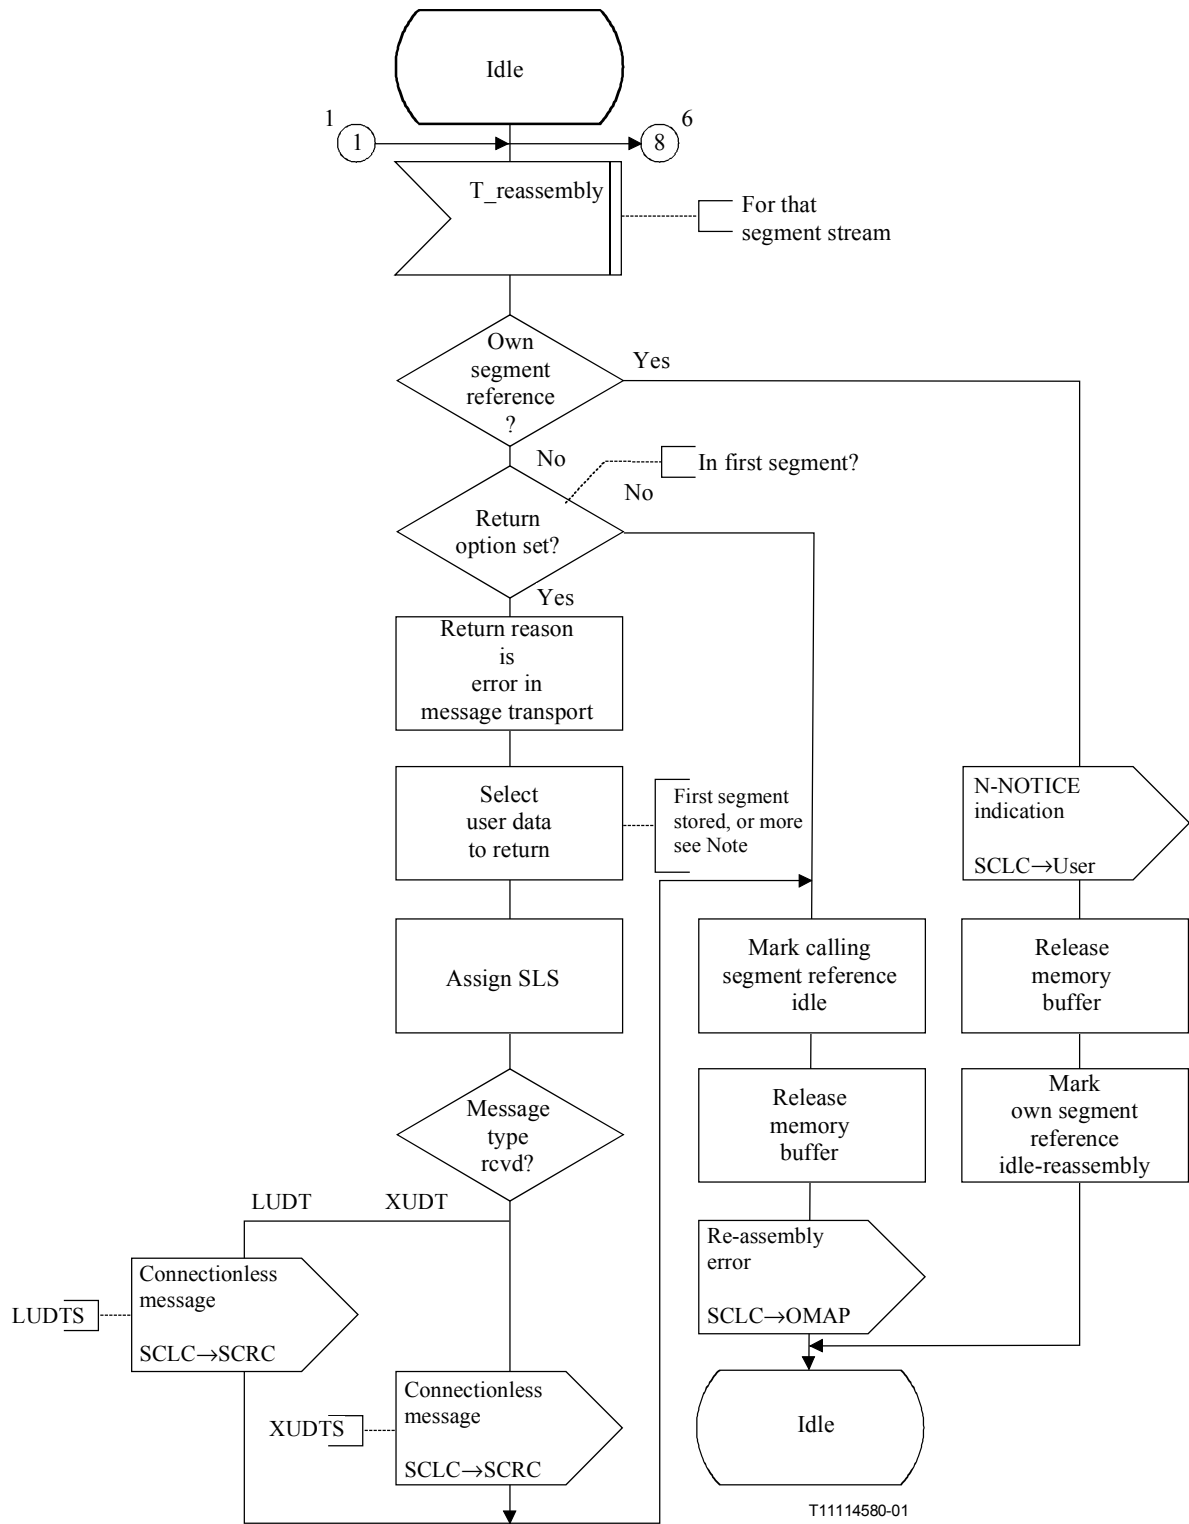 Idle
1
1
6
8
T_reassembly
For that
segment stream
Own
segment
reference
?
Yes
No
In first segment?
No
Return
option set?
Yes
Return reason
is
error in
message transport
Select
user data
to return
First segment
stored, or more
see Note
N-NOTICE
indication
SCLC→User
Assign SLS
Mark calling
segment reference
idle
Release
memory
buffer
Message
type
rcvd?
Release
memory
buffer
Mark
own segment
reference
idle-reassembly
LUDT
XUDT
Connectionless
message
SCLC→SCRC
LUDTS
Re-assembly
error
SCLC→OMAP
Connectionless
message
SCLC→SCRC
XUDTS
Idle
T11114580-01